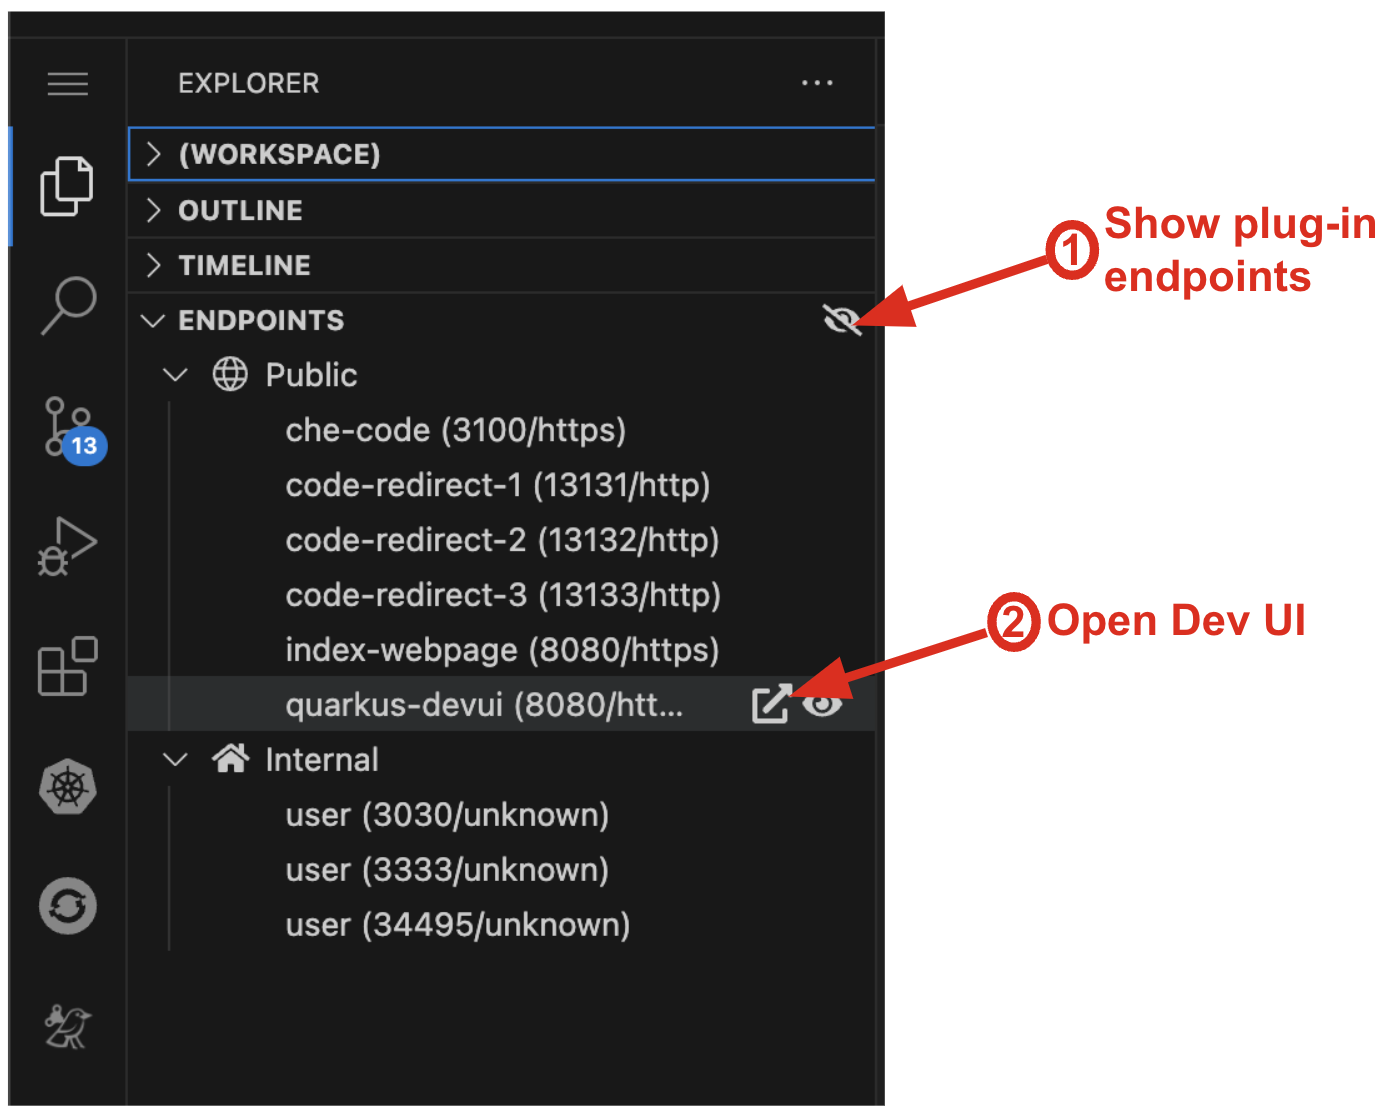 EXPLORER
(WORKSPACE)
OUTLINE
TIMELINE
ENDPOINTS
Public
che-code (3100/https)
code-redirect-1 (13131/http)
code-redirect-2 (13132/http)
code-redirect-3 (13133/http)
index-webpage (8080/https)
quarkus-devui (8080/htt...
Internal
user (3030/unknown)
user (3333/unknown)
user (34495/unknown)
13
1 Show plug-in
endpoints
2 Open Dev UI